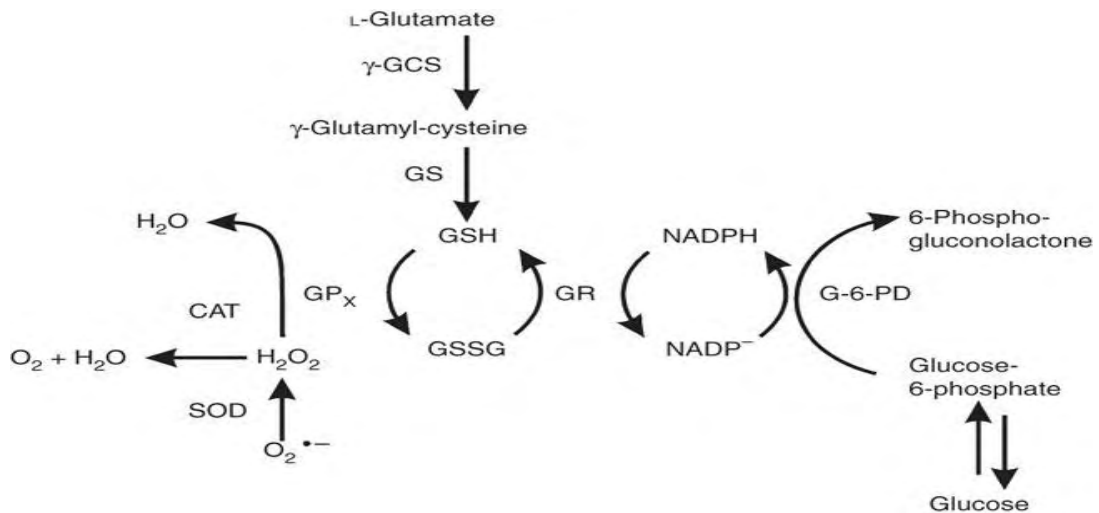 L-Glutamate
γ-GCS
γ-Glutamyl-cysteine
GS
H₂O
GSH
NADPH
6-Phospho-
gluconolactone
CAT
GPₓ
GR
G-6-PD
O₂ + H₂O
H₂O₂
GSSG
NADP⁻
Glucose-
6-phosphate
SOD
O₂•−
Glucose